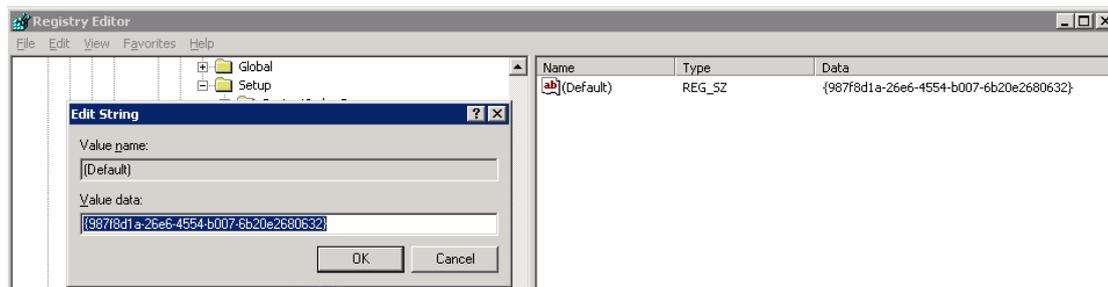 Registry Editor
File Edit View Favorites Help
Global
Setup
Name Type Data
ab (Default) REG_SZ {987f8d1a-26e6-4554-b007-6b20e2680632}
Edit String
Value name:
(Default)
Value data:
{987f8d1a-26e6-4554-b007-6b20e2680632}
OK Cancel